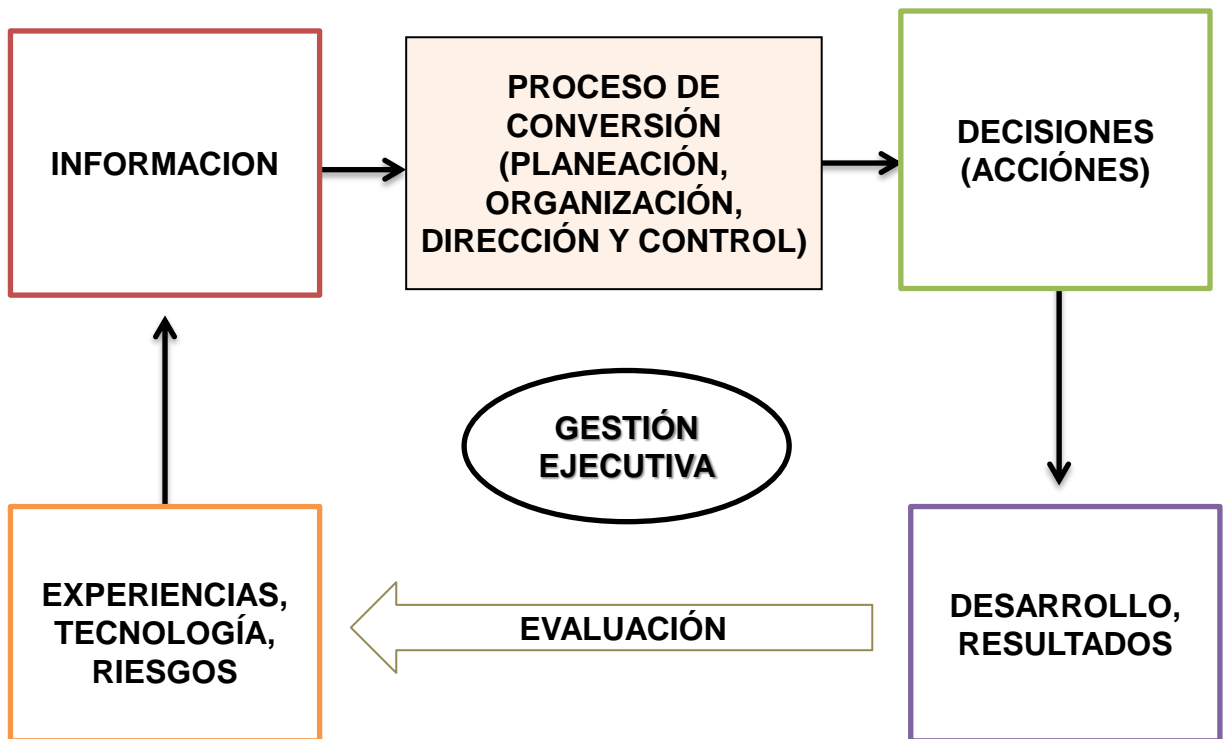 INFORMACION
PROCESO DE
CONVERSIÓN
(PLANEACIÓN,
ORGANIZACIÓN,
DIRECCIÓN Y CONTROL)
DECISIONES
(ACCIÓNES)
GESTIÓN
EJECUTIVA
EXPERIENCIAS,
TECNOLOGÍA,
RIESGOS
EVALUACIÓN
DESARROLLO,
RESULTADOS